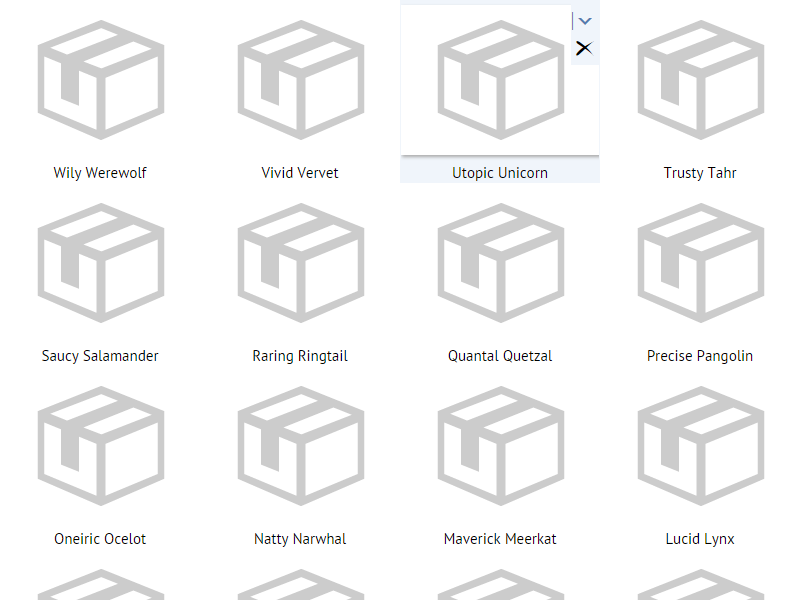 Wily Werewolf
Vivid Vervet
Utopic Unicorn
Trusty Tahr
Saucy Salamander
Raring Ringtail
Quantal Quetzal
Precise Pangolin
Oneiric Ocelot
Natty Narwhal
Maverick Meerkat
Lucid Lynx